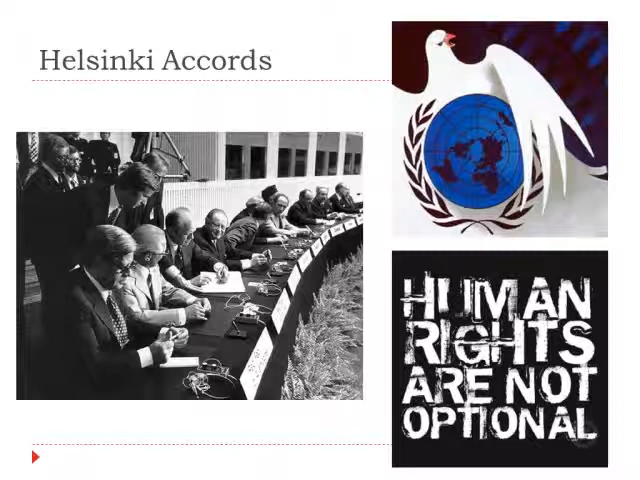 Helsinki Accords
HUMAN
RIGHTS
ARE NOT
OPTIONAL